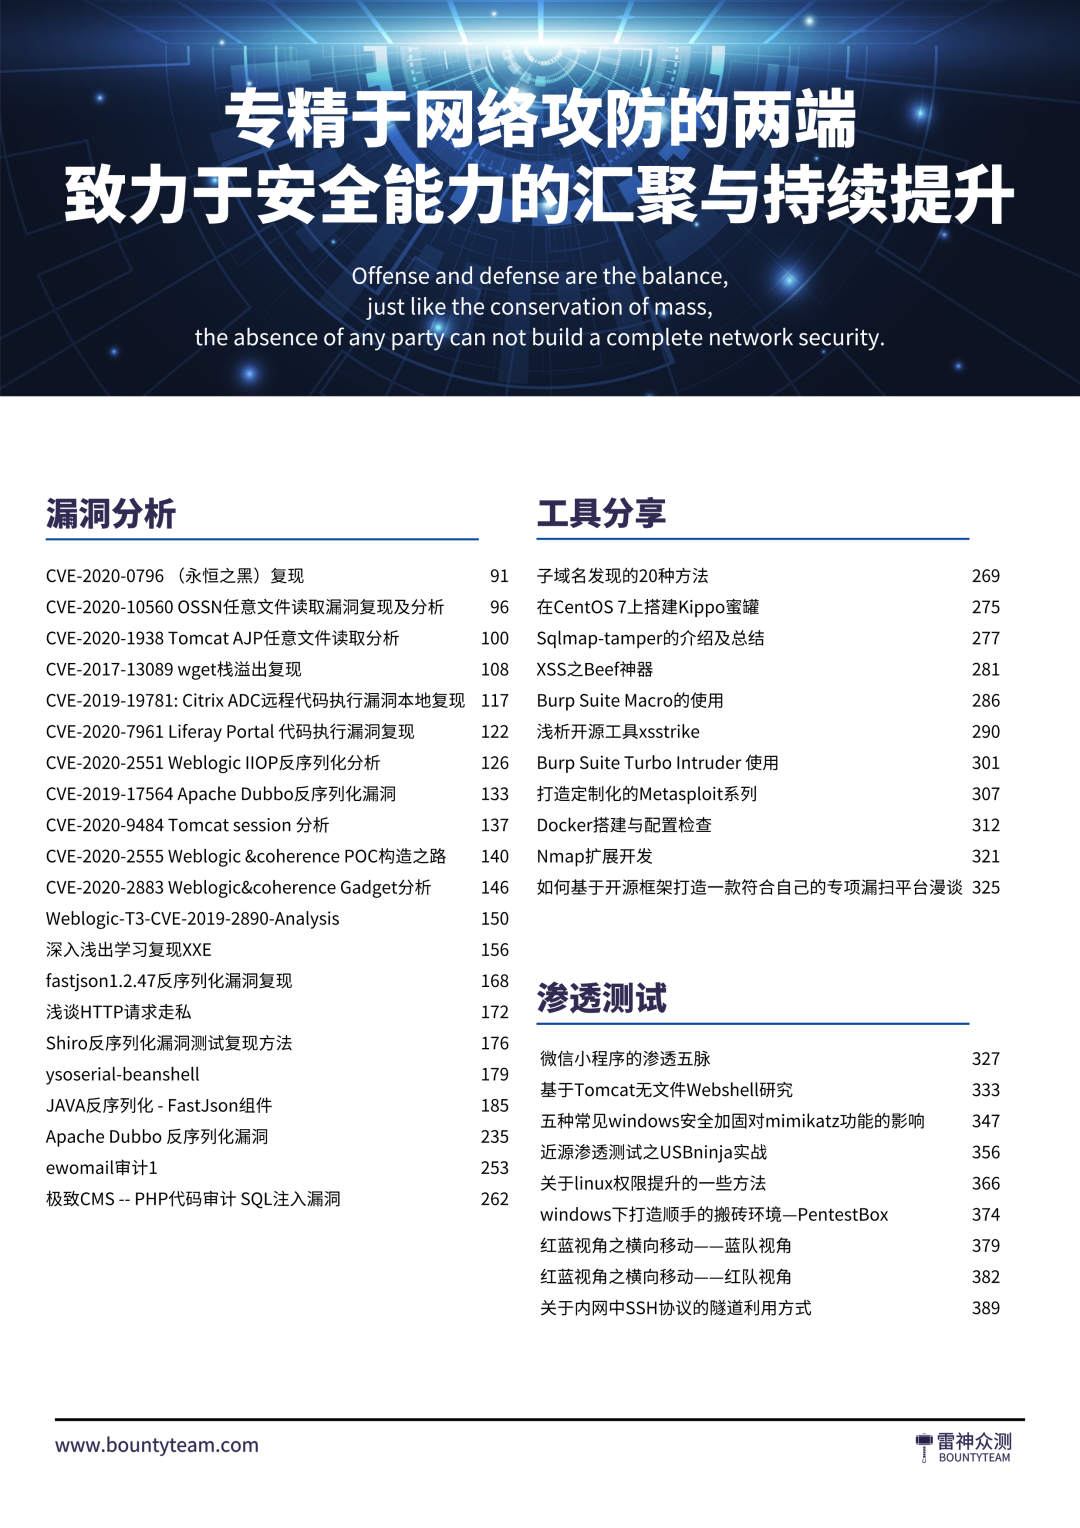 专精于网络攻防的两端
致力于安全能力的汇聚与持续提升
Offense and defense are the balance,
just like the conservation of mass,
the absence of any party can not build a complete network security.
漏洞分析
CVE-2020-0796 （永恒之黑）复现 91
CVE-2020-10560 OSSN任意文件读取漏洞复现及分析 96
CVE-2020-1938 Tomcat AJP任意文件读取分析 100
CVE-2017-13089 wget栈溢出复现 108
CVE-2019-19781: Citrix ADC远程代码执行漏洞本地复现 117
CVE-2020-7961 Liferay Portal 代码执行漏洞复现 122
CVE-2020-2551 Weblogic IIOP反序列化分析 126
CVE-2019-17564 Apache Dubbo反序列化漏洞 133
CVE-2020-9484 Tomcat session 分析 137
CVE-2020-2555 Weblogic &coherence POC构造之路 140
CVE-2020-2883 Weblogic&coherence Gadget分析 146
Weblogic-T3-CVE-2019-2890-Analysis 150
深入浅出学习复现XXE 156
fastjson1.2.47反序列化漏洞复现 168
浅谈HTTP请求走私 172
Shiro反序列化漏洞测试复现方法 176
ysoserial-beanshell 179
JAVA反序列化 - FastJson组件 185
Apache Dubbo 反序列化漏洞 235
ewomail审计1 253
极致CMS -- PHP代码审计 SQL注入漏洞 262
工具分享
子域名发现的20种方法 269
在CentOS 7上搭建Kippo蜜罐 275
Sqlmap-tamper的介绍及总结 277
XSS之Beef神器 281
Burp Suite Macro的使用 286
浅析开源工具xsstrike 290
Burp Suite Turbo Intruder 使用 301
打造定制化的Metasploit系列 307
Docker搭建与配置检查 312
Nmap扩展开发 321
如何基于开源框架打造一款符合自己的专项漏扫平台漫谈 325
渗透测试
微信小程序的渗透五脉 327
基于Tomcat无文件Webshell研究 333
五种常见windows安全加固对mimikatz功能的影响 347
近源渗透测试之USBninja实战 356
关于linux权限提升的一些方法 366
windows下打造顺手的搬砖环境—PentestBox 374
红蓝视角之横向移动——蓝队视角 379
红蓝视角之横向移动——红队视角 382
关于内网中SSH协议的隧道利用方式 389
www.bountyteam.com
雷神众测
BOUNTYTEAM